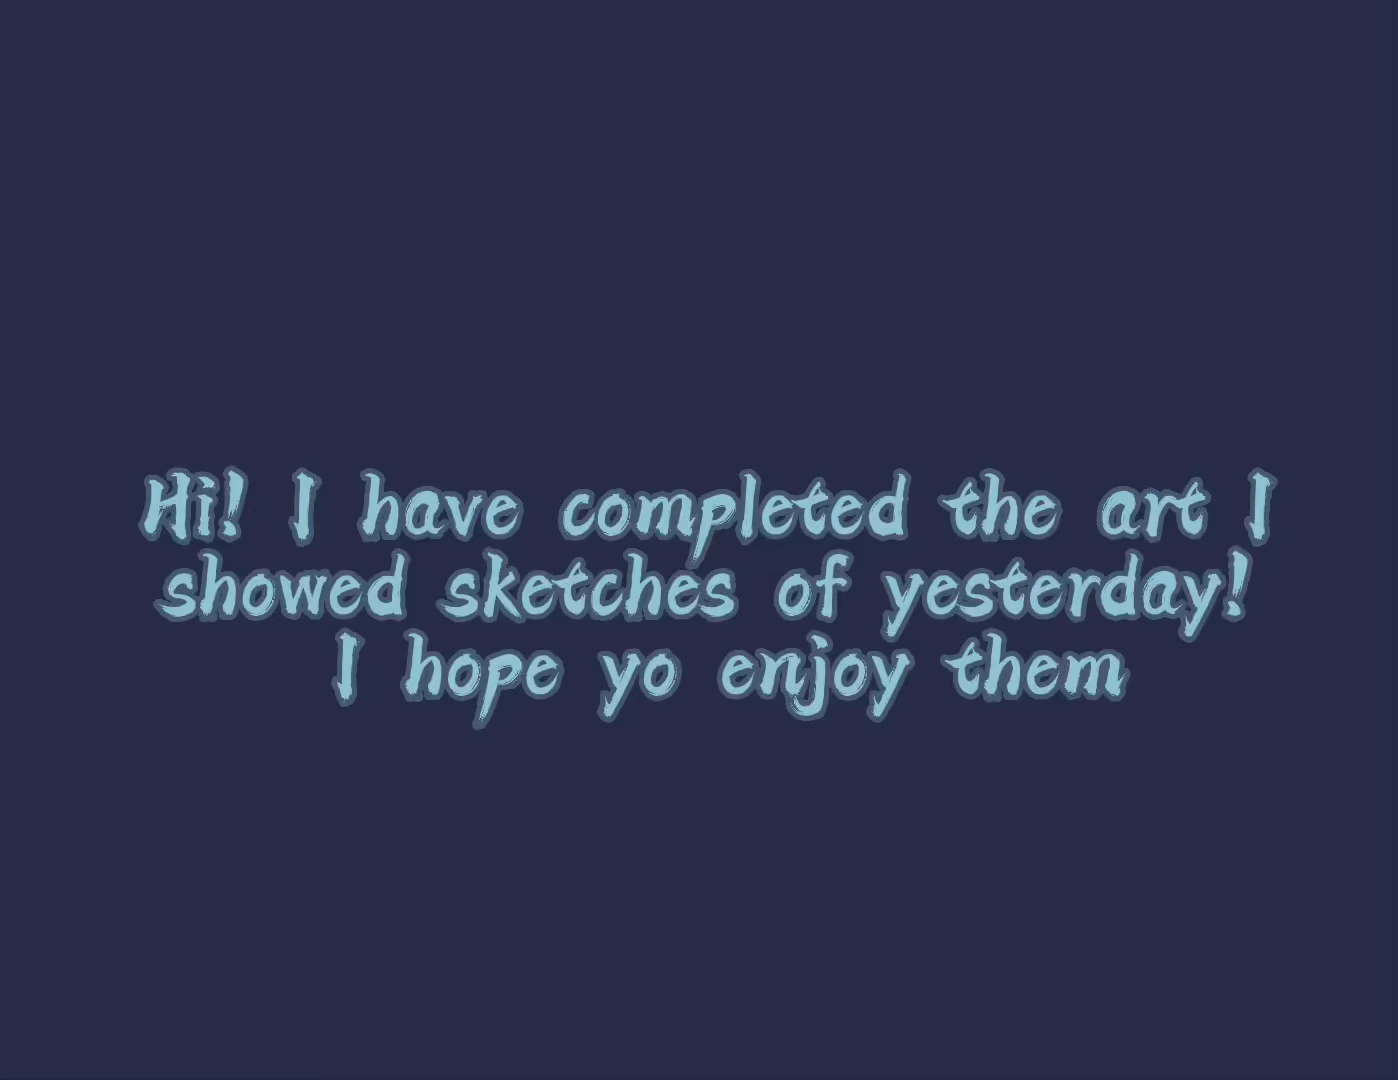 Hi! I have completed the art I
showed sketches of yesterday!
I hope yo enjoy them